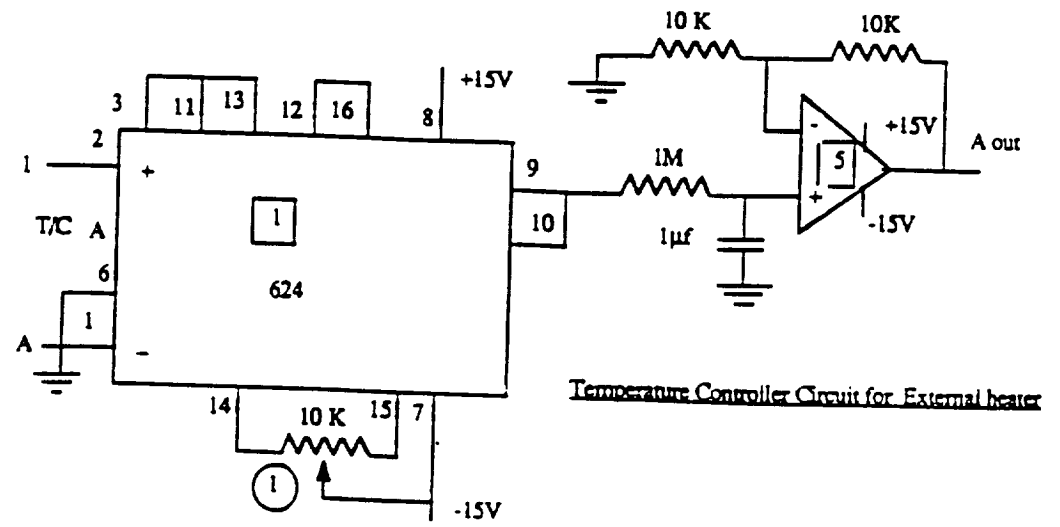 10 K
10K
+15V
3
11
13
12
16
8
2
1
+
T/C A
1
624
6
1
A
-
9
10
1M
1μf
-
+
5
+15V
-15V
A out
14
10 K
15
7
1
-15V
Temperature Controller Circuit for External heater